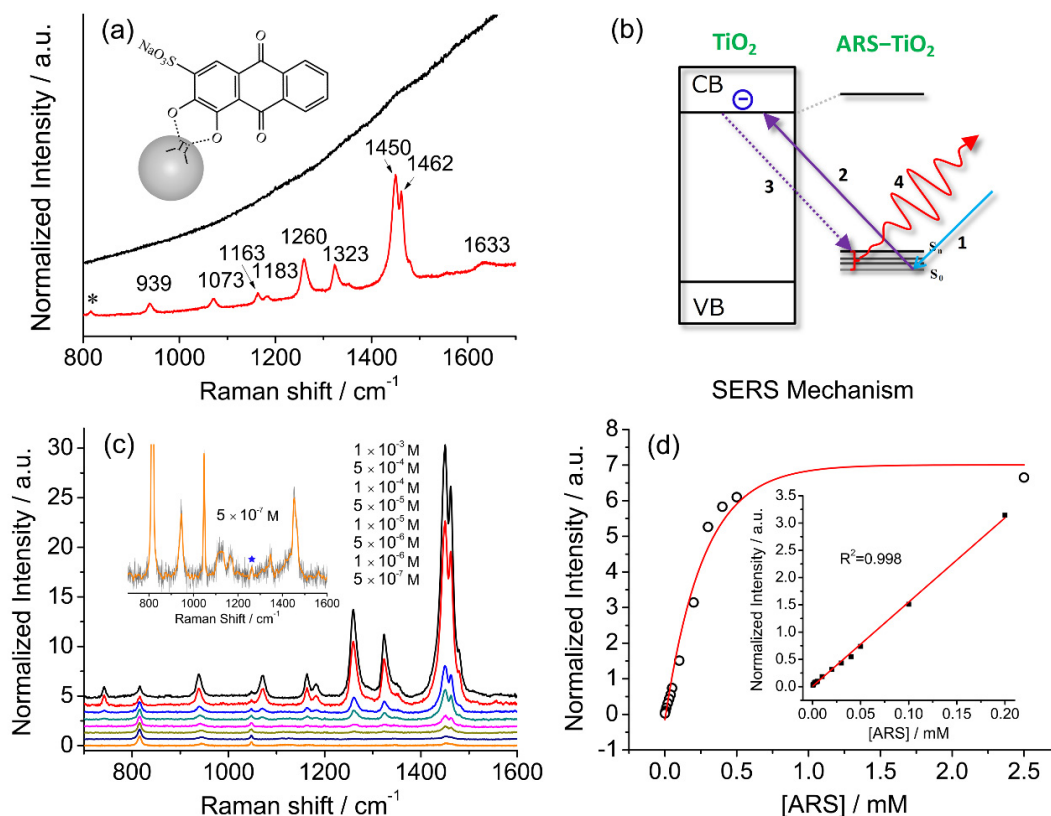 (a)
NaO₃S
O
O
O
O
Ti
1450
1462
1260
1323
1163
1183
939
1073
1633
*
Normalized Intensity / a.u.
800 1000 1200 1400 1600
Raman shift / cm⁻¹
(b)
TiO₂ ARS–TiO₂
CB
VB
1
2
3
4
Sₙ
S₀
SERS Mechanism
(c)
30
25
20
15
10
5
0
Normalized Intensity / a.u.
5 × 10⁻⁷ M
800 1000 1200 1400 1600
Raman Shift / cm⁻¹
1 × 10⁻³ M
5 × 10⁻⁴ M
1 × 10⁻⁴ M
5 × 10⁻⁵ M
1 × 10⁻⁵ M
5 × 10⁻⁶ M
1 × 10⁻⁶ M
5 × 10⁻⁷ M
800 1000 1200 1400 1600
Raman shift / cm⁻¹
(d)
8
7
6
5
4
3
2
1
0
-1
Normalized Intensity / a.u.
3.5
3.0
2.5
2.0
1.5
1.0
0.5
0.0
Normalized Intensity / a.u.
R²=0.998
0.00 0.05 0.10 0.15 0.20
[ARS] / mM
0.0 0.5 1.0 1.5 2.0 2.5
[ARS] / mM